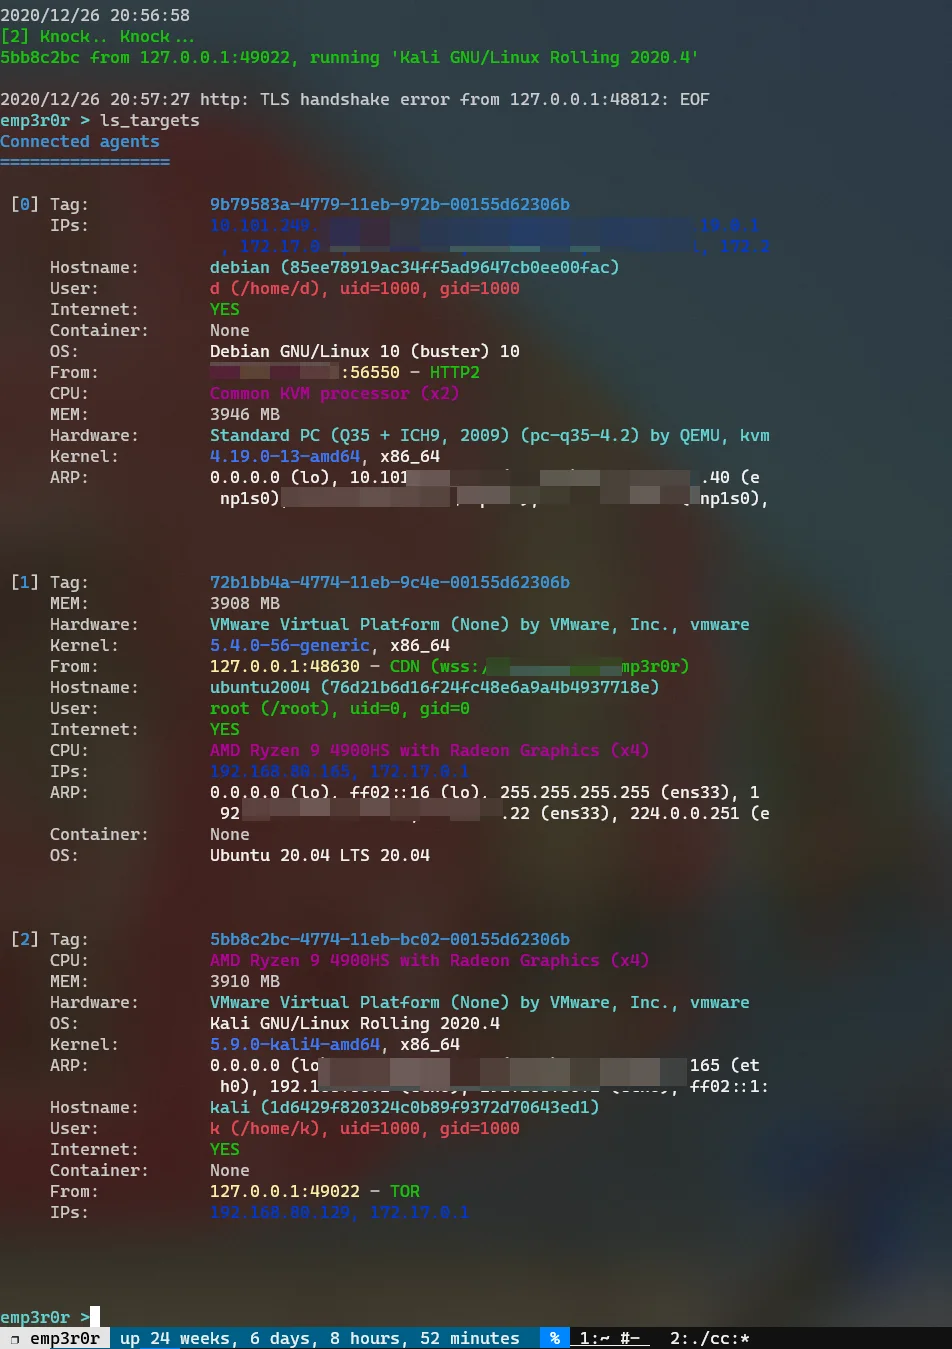 2020/12/26 20:56:58
[2] Knock.. Knock...
5bb8c2bc from 127.0.0.1:49022, running 'Kali GNU/Linux Rolling 2020.4'
2020/12/26 20:57:27 http: TLS handshake error from 127.0.0.1:48812: EOF
emp3r0r > ls_targets
Connected agents
=================
[0] Tag: 9b79583a-4779-11eb-972b-00155d62306b
IPs: 10.101.249. .19.0.1
, 172.17.0 ., 172.2
Hostname: debian (85ee78919ac34ff5ad9647cb0ee00fac)
User: d (/home/d), uid=1000, gid=1000
Internet: YES
Container: None
OS: Debian GNU/Linux 10 (buster) 10
From: :56550 - HTTP2
CPU: Common KVM processor (x2)
MEM: 3946 MB
Hardware: Standard PC (Q35 + ICH9, 2009) (pc-q35-4.2) by QEMU, kvm
Kernel: 4.19.0-13-amd64, x86_64
ARP: 0.0.0.0 (lo), 10.101 .40 (e
np1s0) np1s0),
[1] Tag: 72b1bb4a-4774-11eb-9c4e-00155d62306b
MEM: 3908 MB
Hardware: VMware Virtual Platform (None) by VMware, Inc., vmware
Kernel: 5.4.0-56-generic, x86_64
From: 127.0.0.1:48630 - CDN (wss:/ mp3r0r)
Hostname: ubuntu2004 (76d21b6d16f24fc48e6a9a4b4937718e)
User: root (/root), uid=0, gid=0
Internet: YES
CPU: AMD Ryzen 9 4900HS with Radeon Graphics (x4)
IPs: 192.168.80.165, 172.17.0.1
ARP: 0.0.0.0 (lo), ff02::16 (lo), 255.255.255.255 (ens33), 1
92 .22 (ens33), 224.0.0.251 (e
Container: None
OS: Ubuntu 20.04 LTS 20.04
[2] Tag: 5bb8c2bc-4774-11eb-bc02-00155d62306b
CPU: AMD Ryzen 9 4900HS with Radeon Graphics (x4)
MEM: 3910 MB
Hardware: VMware Virtual Platform (None) by VMware, Inc., vmware
OS: Kali GNU/Linux Rolling 2020.4
Kernel: 5.9.0-kali4-amd64, x86_64
ARP: 0.0.0.0 (lo 165 (et
h0), 192.1 ff02::1:
Hostname: kali (1d6429f820324c0b89f9372d70643ed1)
User: k (/home/k), uid=1000, gid=1000
Internet: YES
Container: None
From: 127.0.0.1:49022 - TOR
IPs: 192.168.80.129, 172.17.0.1
emp3r0r >
❐ emp3r0r up 24 weeks, 6 days, 8 hours, 52 minutes % 1:~ #- 2:./cc:*